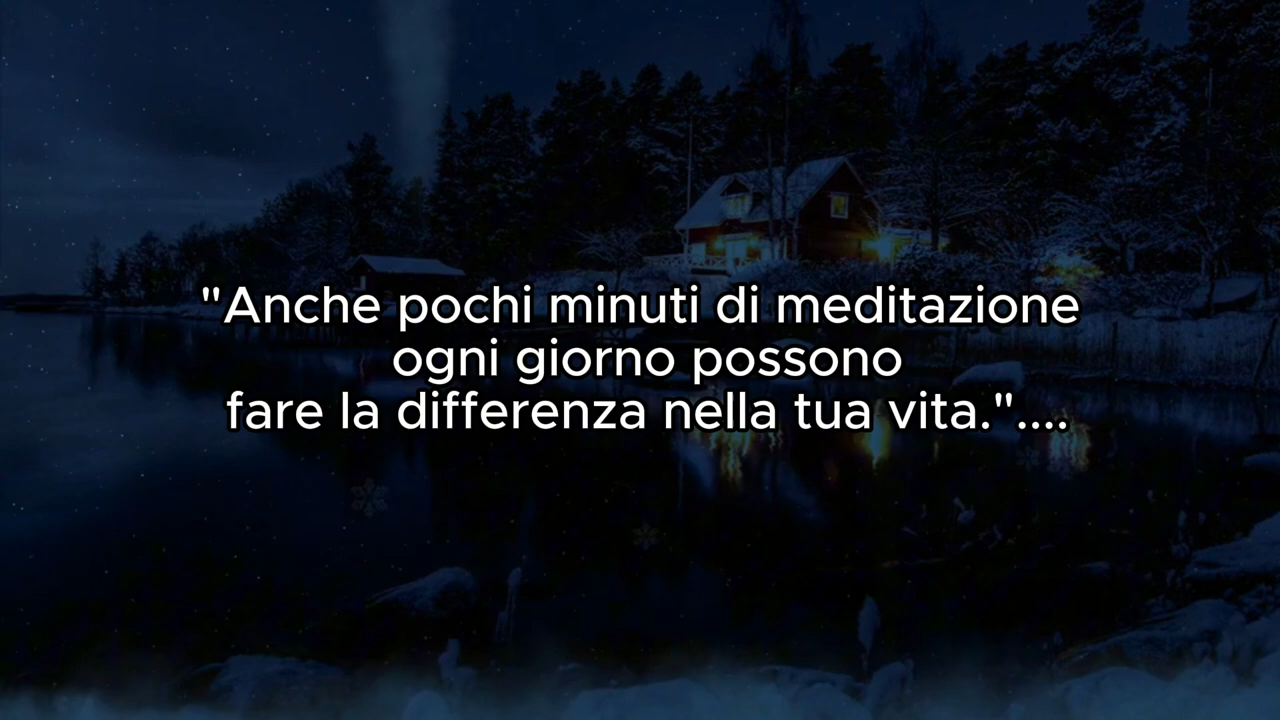 "Anche pochi minuti di meditazione
ogni giorno possono
fare la differenza nella tua vita."....